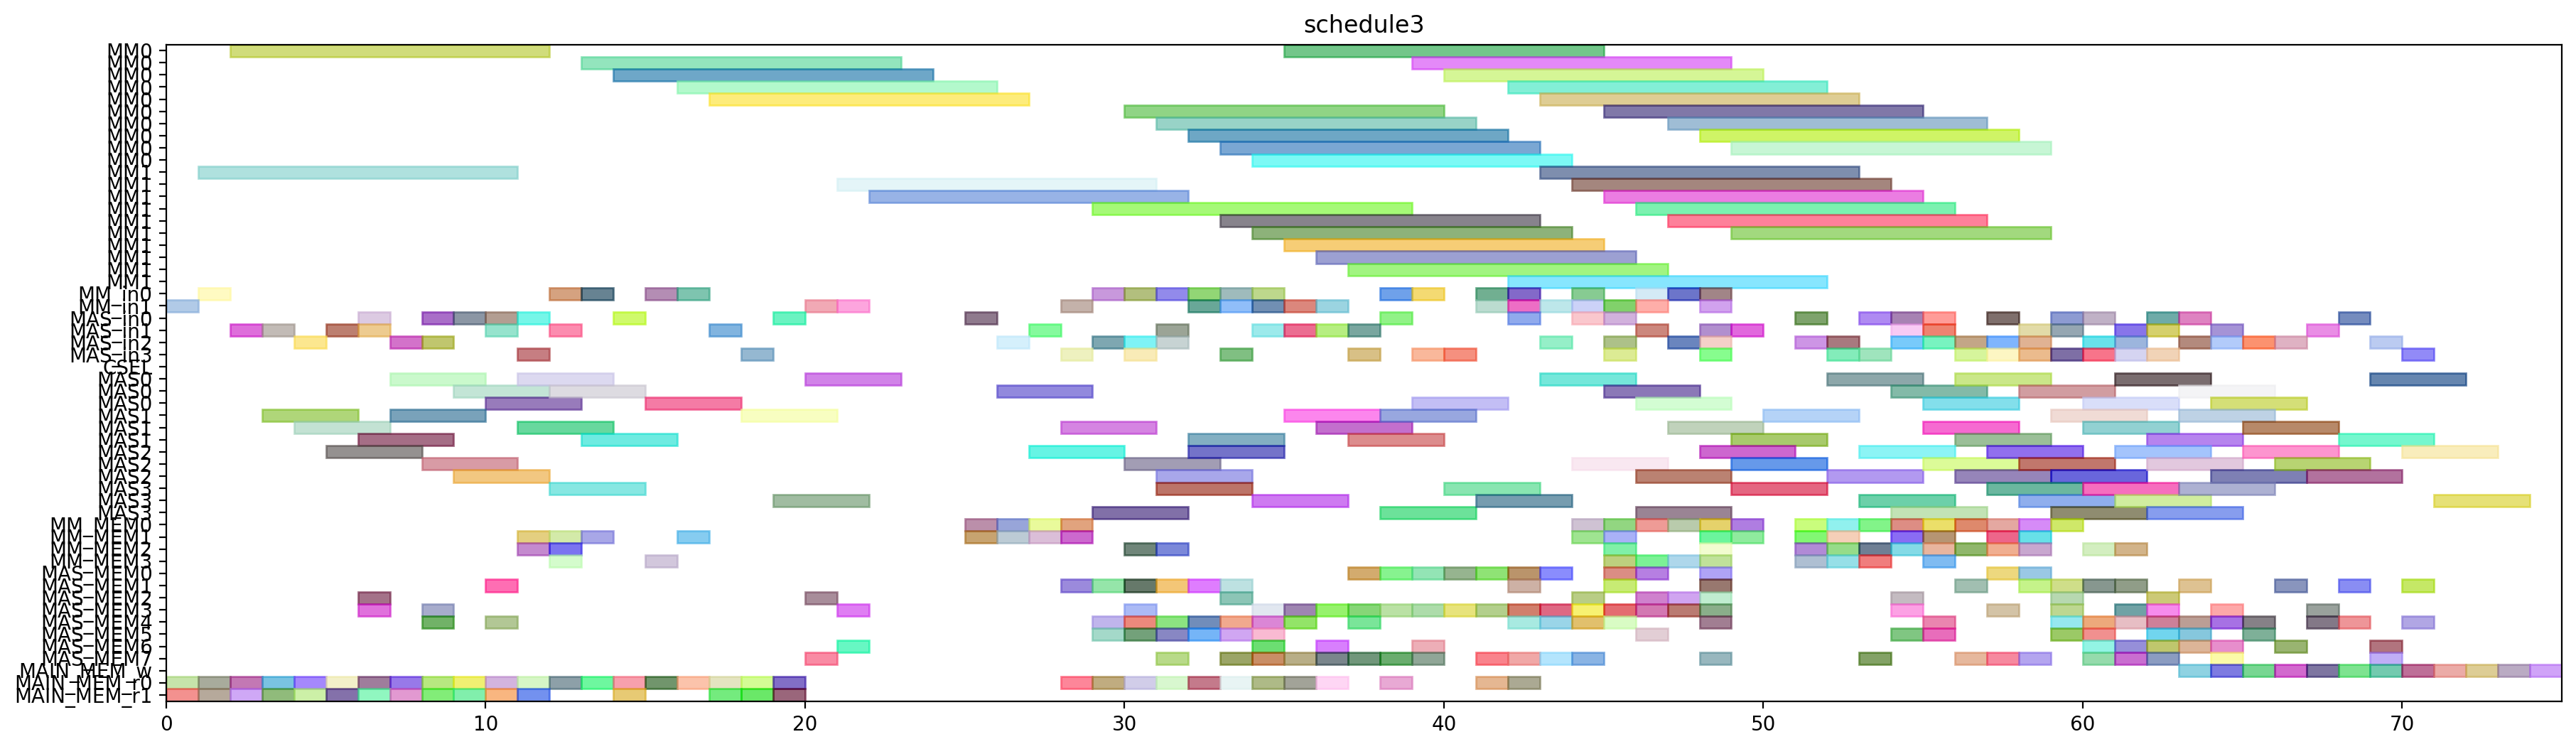 schedule3
MM0
MM0
MM0
MM0
MM0
MM0
MM0
MM0
MM0
MM0
MM1
MM1
MM1
MM1
MM1
MM1
MM1
MM1
MM1
MM1
MM_in0
MM_in1
MAS_in0
MAS_in1
MAS_in2
MAS_in3
CSEL
MAS0
MAS0
MAS0
MAS1
MAS1
MAS1
MAS2
MAS2
MAS2
MAS3
MAS3
MAS3
MM_MEM0
MM_MEM1
MM_MEM2
MM_MEM3
MAS_MEM0
MAS_MEM1
MAS_MEM2
MAS_MEM3
MAS_MEM4
MAS_MEM5
MAS_MEM6
MAS_MEM7
MAIN_MEM_w
MAIN_MEM_r0
MAIN_MEM_r1
0 10 20 30 40 50 60 70